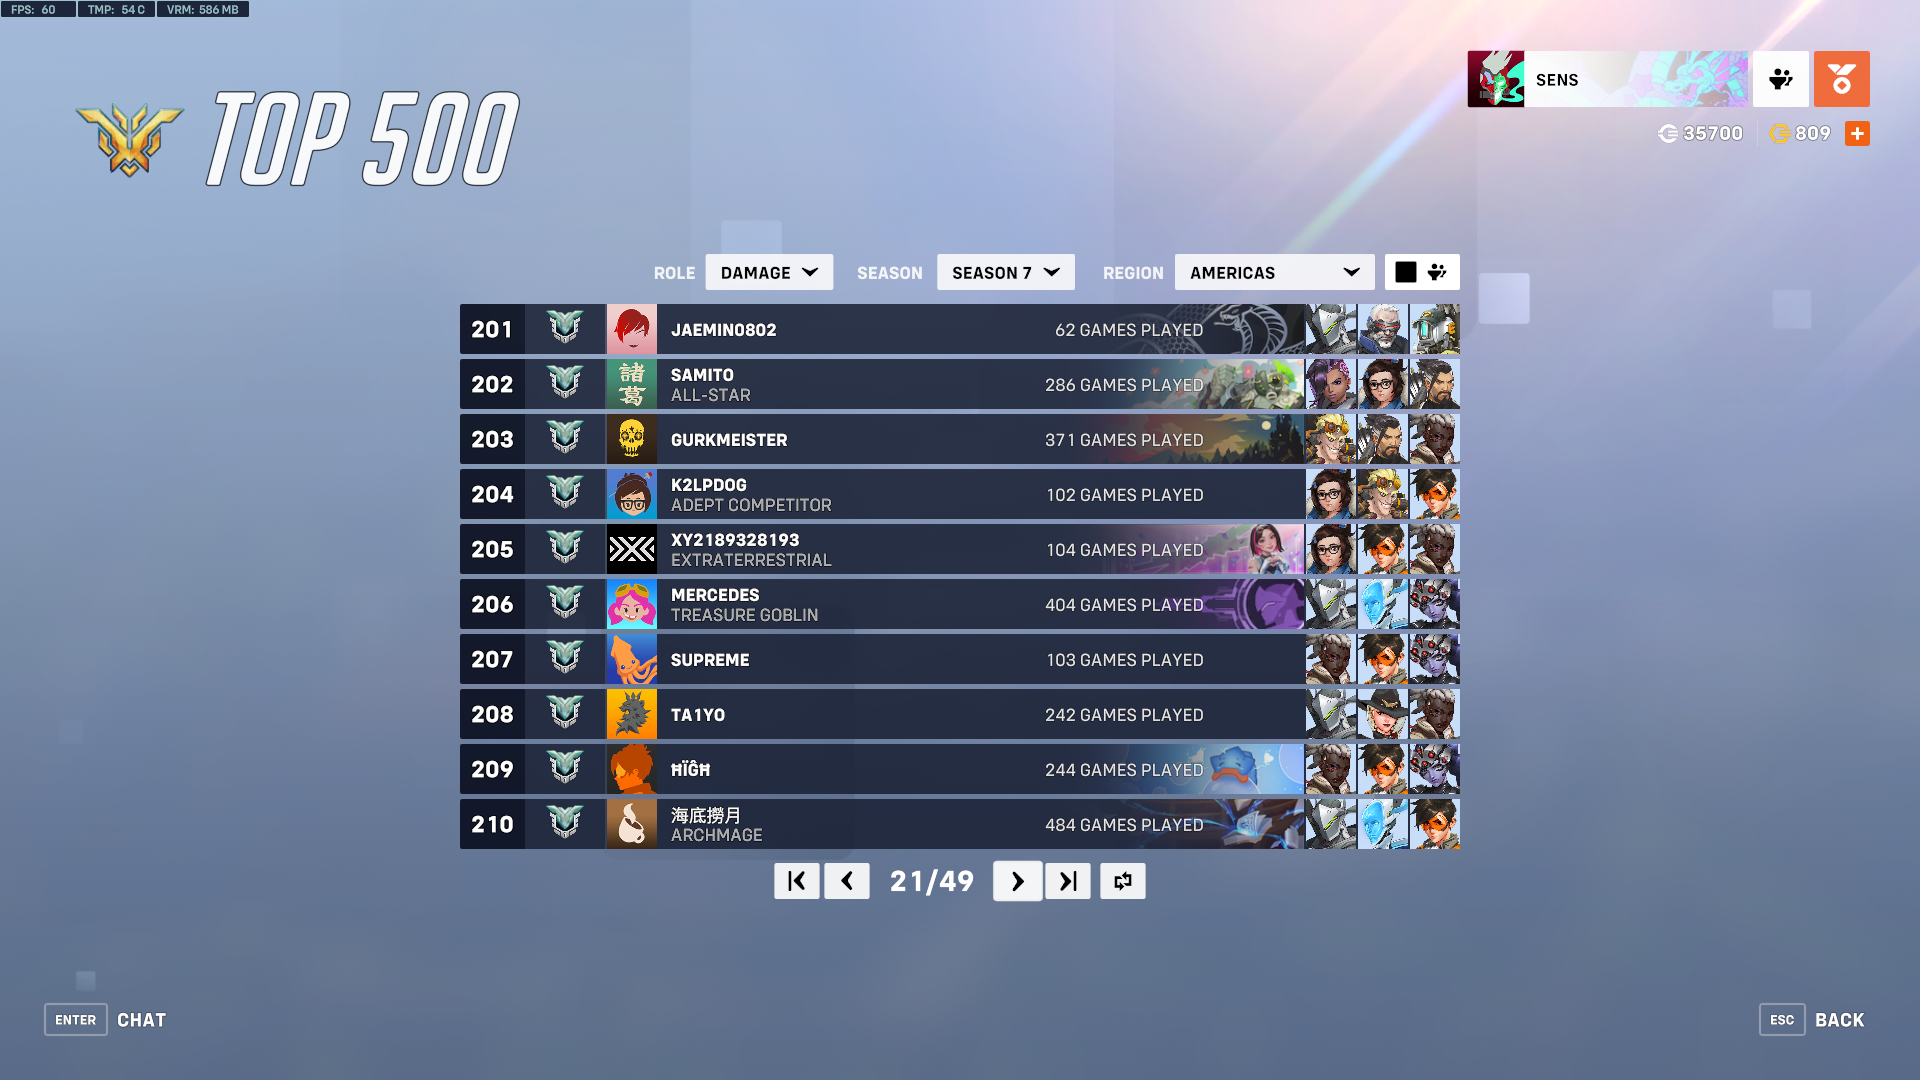 FPS: 60 TMP: 54 C VRM: 586 MB
TOP 500
SENS
35700 809
ROLE DAMAGE SEASON SEASON 7 REGION AMERICAS
201 JAEMIN0802 62 GAMES PLAYED
202 諸葛 SAMITO 286 GAMES PLAYED
ALL-STAR
203 GURKMEISTER 371 GAMES PLAYED
204 K2LPDOG 102 GAMES PLAYED
ADEPT COMPETITOR
205 XY2189328193 104 GAMES PLAYED
EXTRATERRESTRIAL
206 MERCEDES 404 GAMES PLAYED
TREASURE GOBLIN
207 SUPREME 103 GAMES PLAYED
208 TA1YO 242 GAMES PLAYED
209 ĦÏĜĦ 244 GAMES PLAYED
210 海底撈月 484 GAMES PLAYED
ARCHMAGE
21/49
ENTER CHAT
ESC BACK